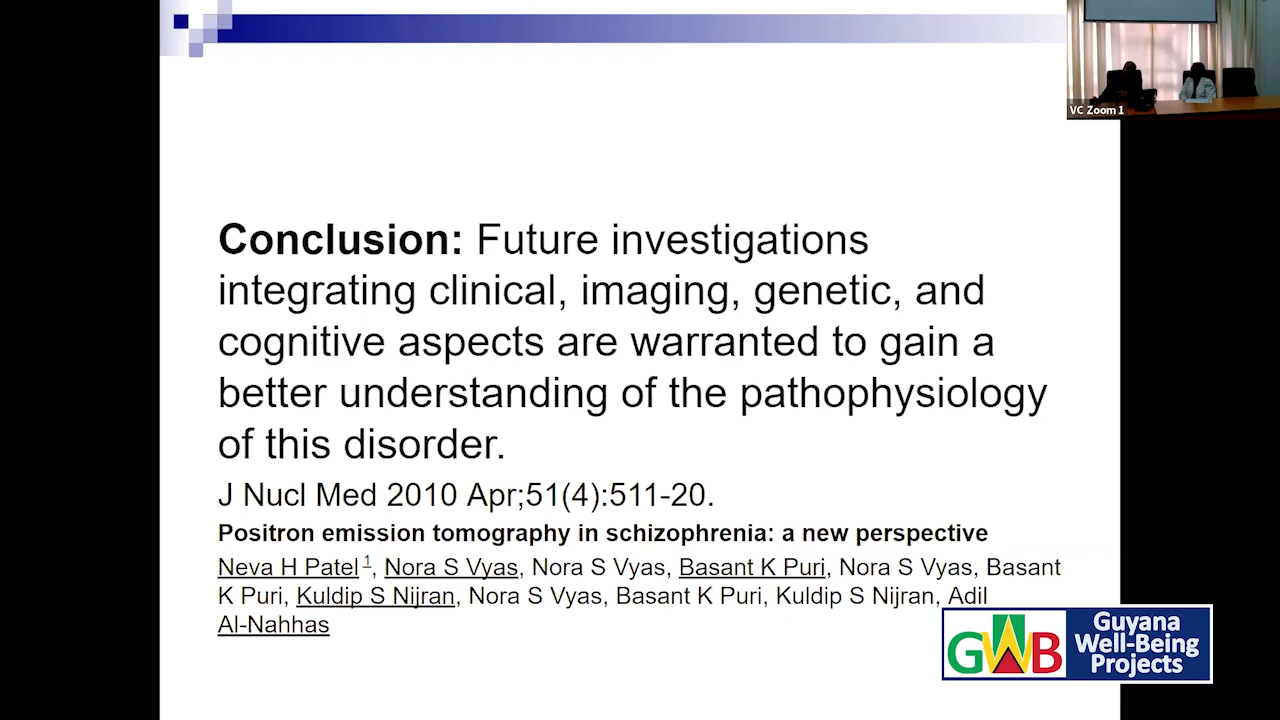 VC Zoom 1
Conclusion: Future investigations
integrating clinical, imaging, genetic, and
cognitive aspects are warranted to gain a
better understanding of the pathophysiology
of this disorder.
J Nucl Med 2010 Apr;51(4):511-20.
Positron emission tomography in schizophrenia: a new perspective
Neva H Patel 1, Nora S Vyas, Nora S Vyas, Basant K Puri, Nora S Vyas, Basant
K Puri, Kuldip S Nijran, Nora S Vyas, Basant K Puri, Kuldip S Nijran, Adil
Al-Nahhas
GWB
Guyana
Well-Being
Projects